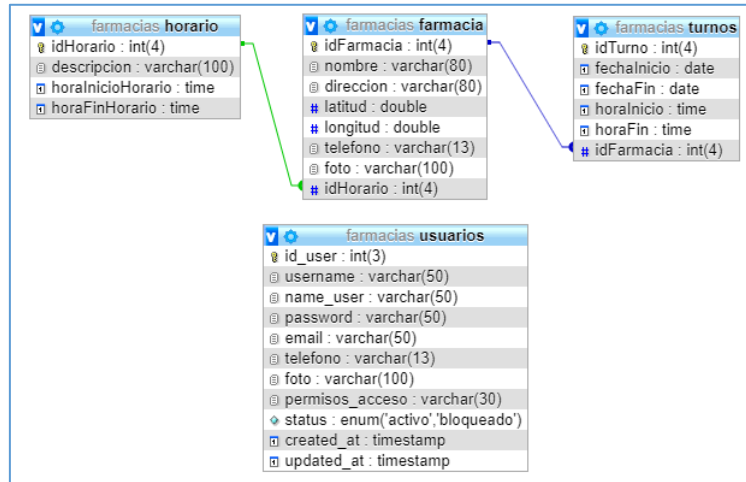 farmacias horario
idHorario : int(4)
descripcion : varchar(100)
horaInicioHorario : time
horaFinHorario : time
farmacias farmacia
idFarmacia : int(4)
nombre : varchar(80)
direccion : varchar(80)
# latitud : double
# longitud : double
telefono : varchar(13)
foto : varchar(100)
# idHorario : int(4)
farmacias turnos
idTurno : int(4)
fechaInicio : date
fechaFin : date
horaInicio : time
horaFin : time
# idFarmacia : int(4)
farmacias usuarios
id_user : int(3)
username : varchar(50)
name_user : varchar(50)
password : varchar(50)
email : varchar(50)
telefono : varchar(13)
foto : varchar(100)
permisos_acceso : varchar(30)
status : enum('activo','bloqueado')
created_at : timestamp
updated_at : timestamp